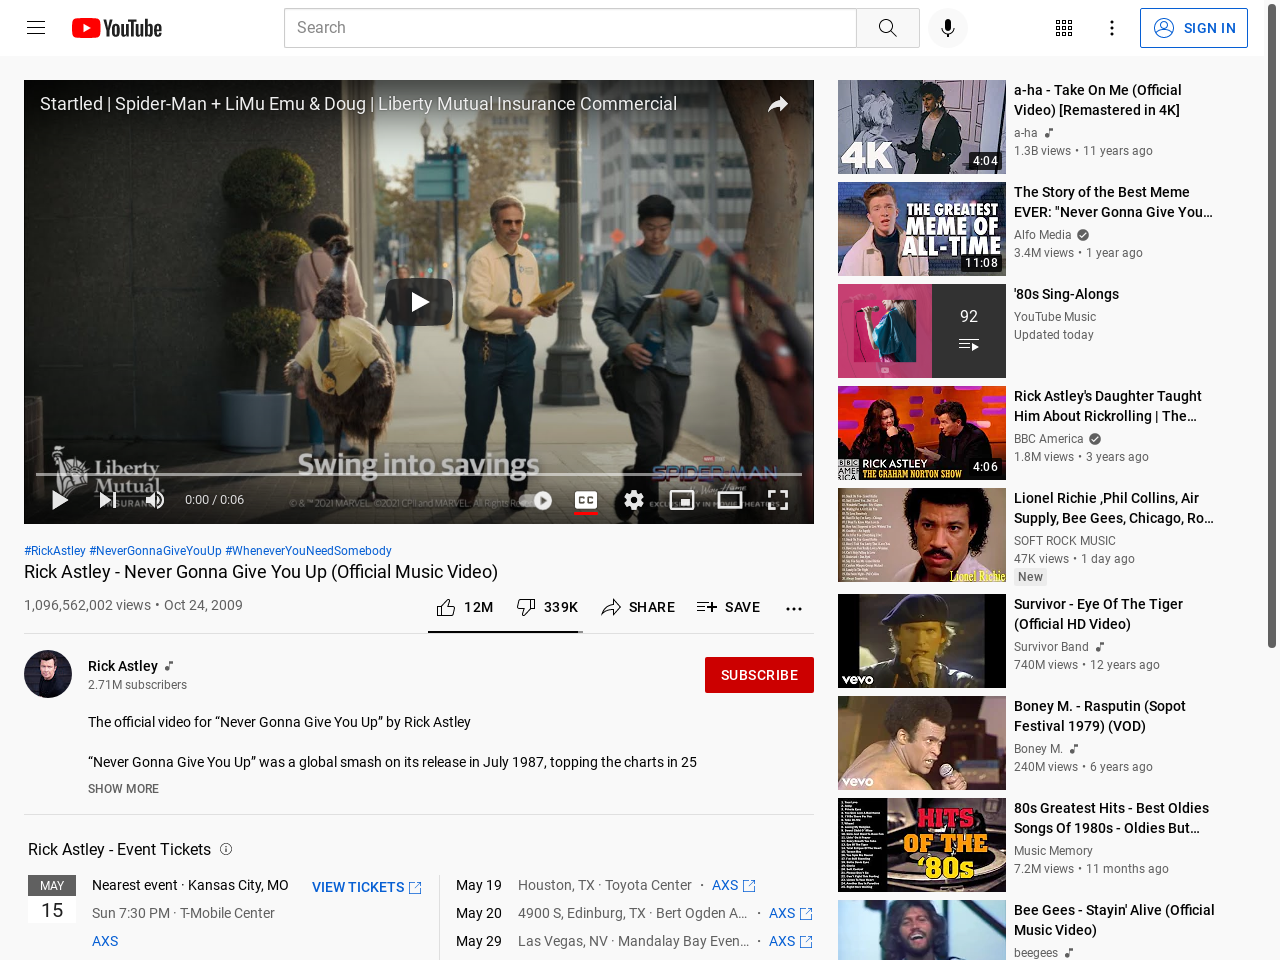 YouTube
Search
SIGN IN
Startled | Spider-Man + LiMu Emu & Doug | Liberty Mutual Insurance Commercial
Liberty
Mutual
Swing into savings
SPIDER-MAN
0:00 / 0:06
CC
#RickAstley #NeverGonnaGiveYouUp #WheneverYouNeedSomebody
Rick Astley - Never Gonna Give You Up (Official Music Video)
1,096,562,002 views • Oct 24, 2009
12M
339K
SHARE
SAVE
Rick Astley
2.71M subscribers
SUBSCRIBE
The official video for “Never Gonna Give You Up” by Rick Astley
“Never Gonna Give You Up” was a global smash on its release in July 1987, topping the charts in 25
SHOW MORE
Rick Astley - Event Tickets
MAY
15
Nearest event · Kansas City, MO
Sun 7:30 PM · T-Mobile Center
AXS
VIEW TICKETS
May 19 Houston, TX · Toyota Center · AXS
May 20 4900 S, Edinburg, TX · Bert Ogden A... · AXS
May 29 Las Vegas, NV · Mandalay Bay Even... · AXS
4K
4:04
a-ha - Take On Me (Official
Video) [Remastered in 4K]
a-ha
1.3B views • 11 years ago
THE GREATEST
MEME OF
ALL-TIME
11:08
The Story of the Best Meme
EVER: "Never Gonna Give You...
Alfo Media
3.4M views • 1 year ago
92
'80s Sing-Alongs
YouTube Music
Updated today
BBC
AMERICA
RICK ASTLEY
THE GRAHAM NORTON SHOW
4:06
Rick Astley's Daughter Taught
Him About Rickrolling | The...
BBC America
1.8M views • 3 years ago
Lionel Richie
Lionel Richie ,Phil Collins, Air
Supply, Bee Gees, Chicago, Ro...
SOFT ROCK MUSIC
47K views • 1 day ago
New
vevo
Survivor - Eye Of The Tiger
(Official HD Video)
Survivor Band
740M views • 12 years ago
vevo
Boney M. - Rasputin (Sopot
Festival 1979) (VOD)
Boney M.
240M views • 6 years ago
HITS
OF THE
'80s
80s Greatest Hits - Best Oldies
Songs Of 1980s - Oldies But...
Music Memory
7.2M views • 11 months ago
Bee Gees - Stayin' Alive (Official
Music Video)
beegees